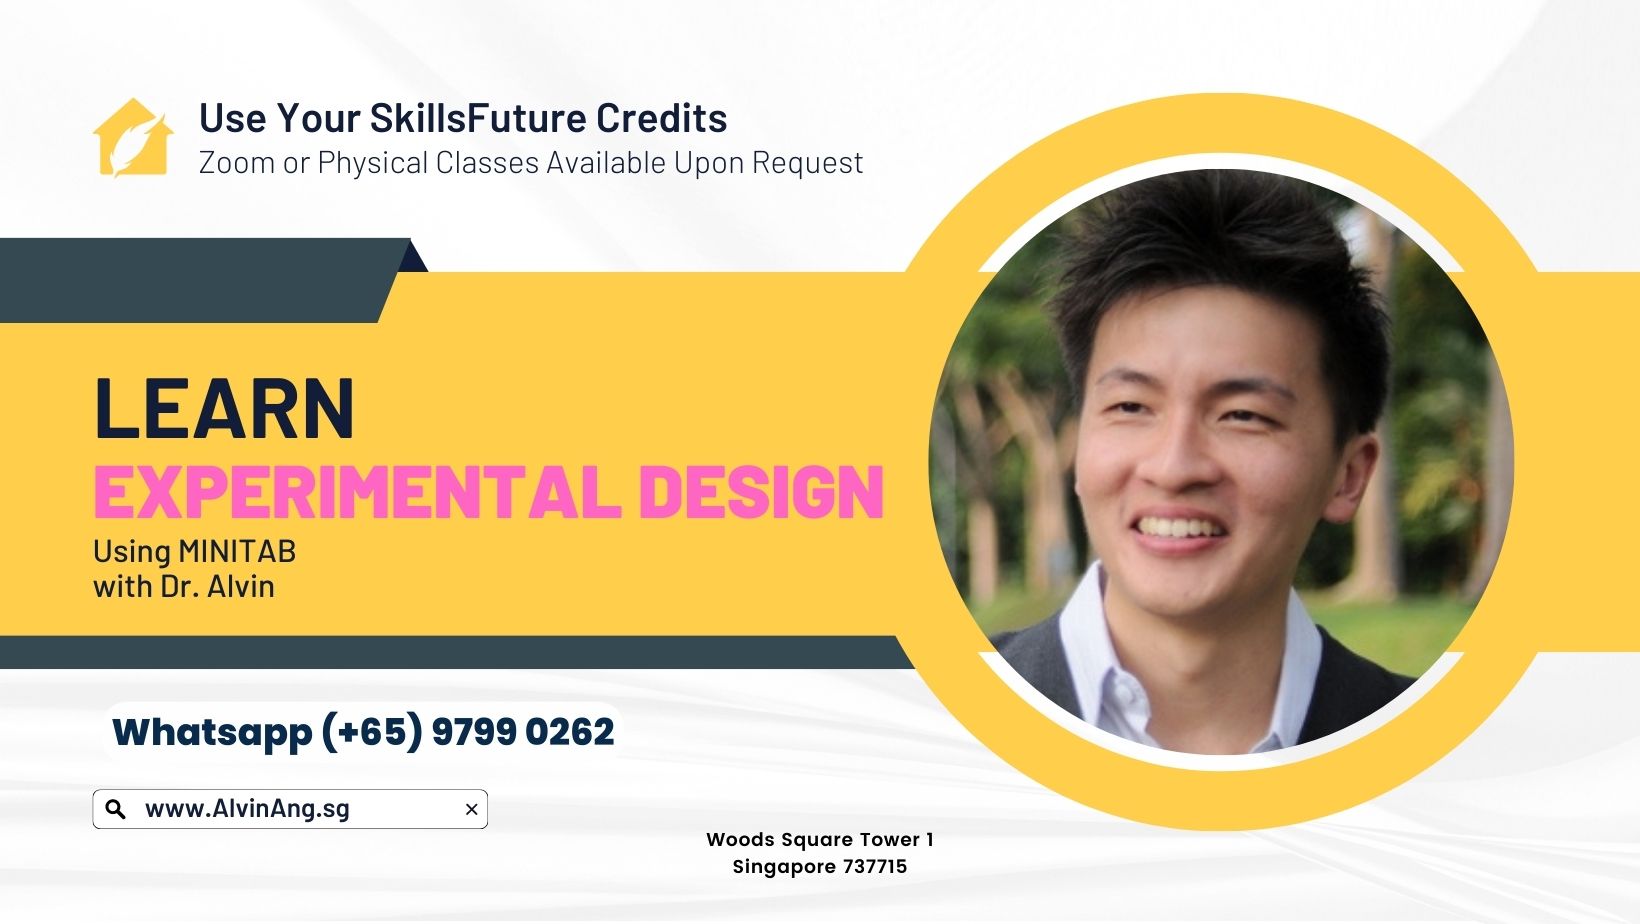 Use Your SkillsFuture Credits
Zoom or Physical Classes Available Upon Request
LEARN
EXPERIMENTAL DESIGN
Using MINITAB
with Dr. Alvin
Whatsapp (+65) 9799 0262
www.AlvinAng.sg
Woods Square Tower 1
Singapore 737715